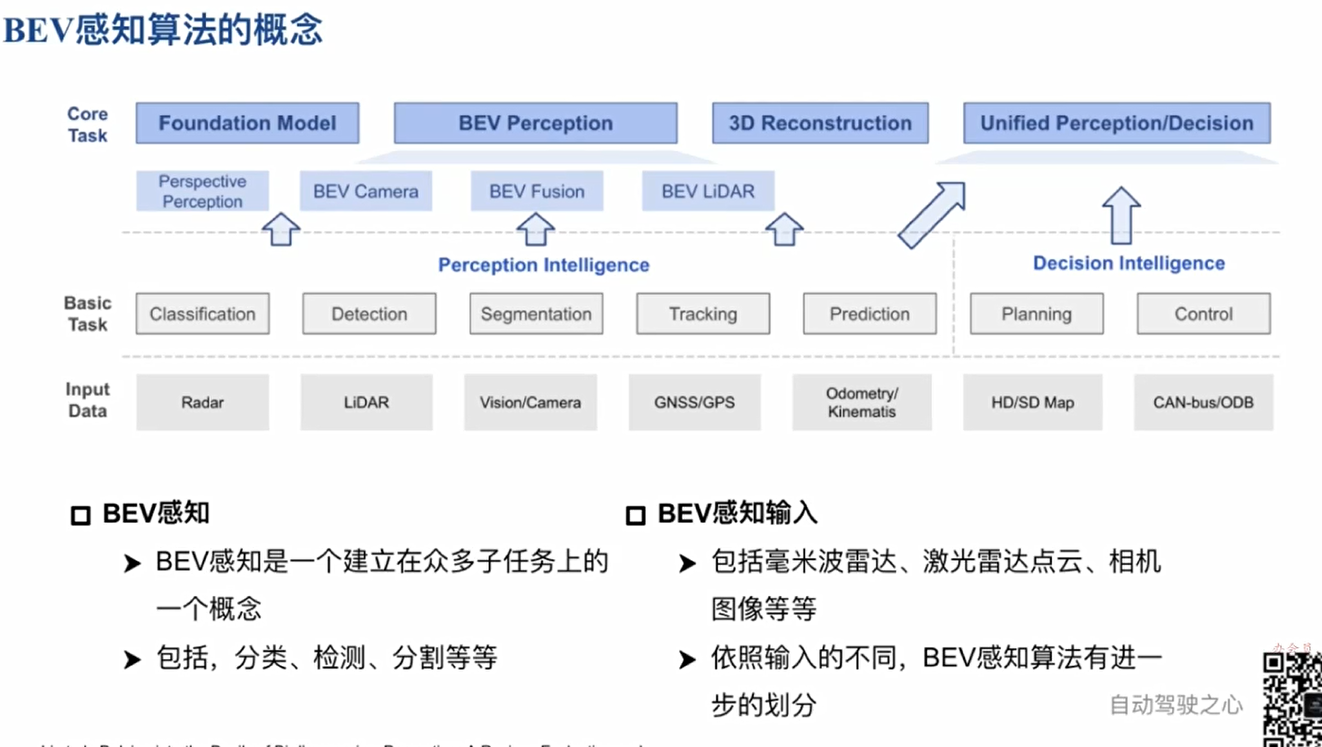 BEV感知算法的概念
Core
Task
Foundation Model
BEV Perception
3D Reconstruction
Unified Perception/Decision
Perspective
Perception
BEV Camera
BEV Fusion
BEV LiDAR
Perception Intelligence
Decision Intelligence
Basic
Task
Classification
Detection
Segmentation
Tracking
Prediction
Planning
Control
Input
Data
Radar
LiDAR
Vision/Camera
GNSS/GPS
Odometry/
Kinematis
HD/SD Map
CAN-bus/ODB
BEV感知
BEV感知是一个建立在众多子任务上的
一个概念
包括，分类、检测、分割等等
BEV感知输入
包括毫米波雷达、激光雷达点云、相机
图像等等
依照输入的不同，BEV感知算法有进一
步的划分
自动驾驶之心